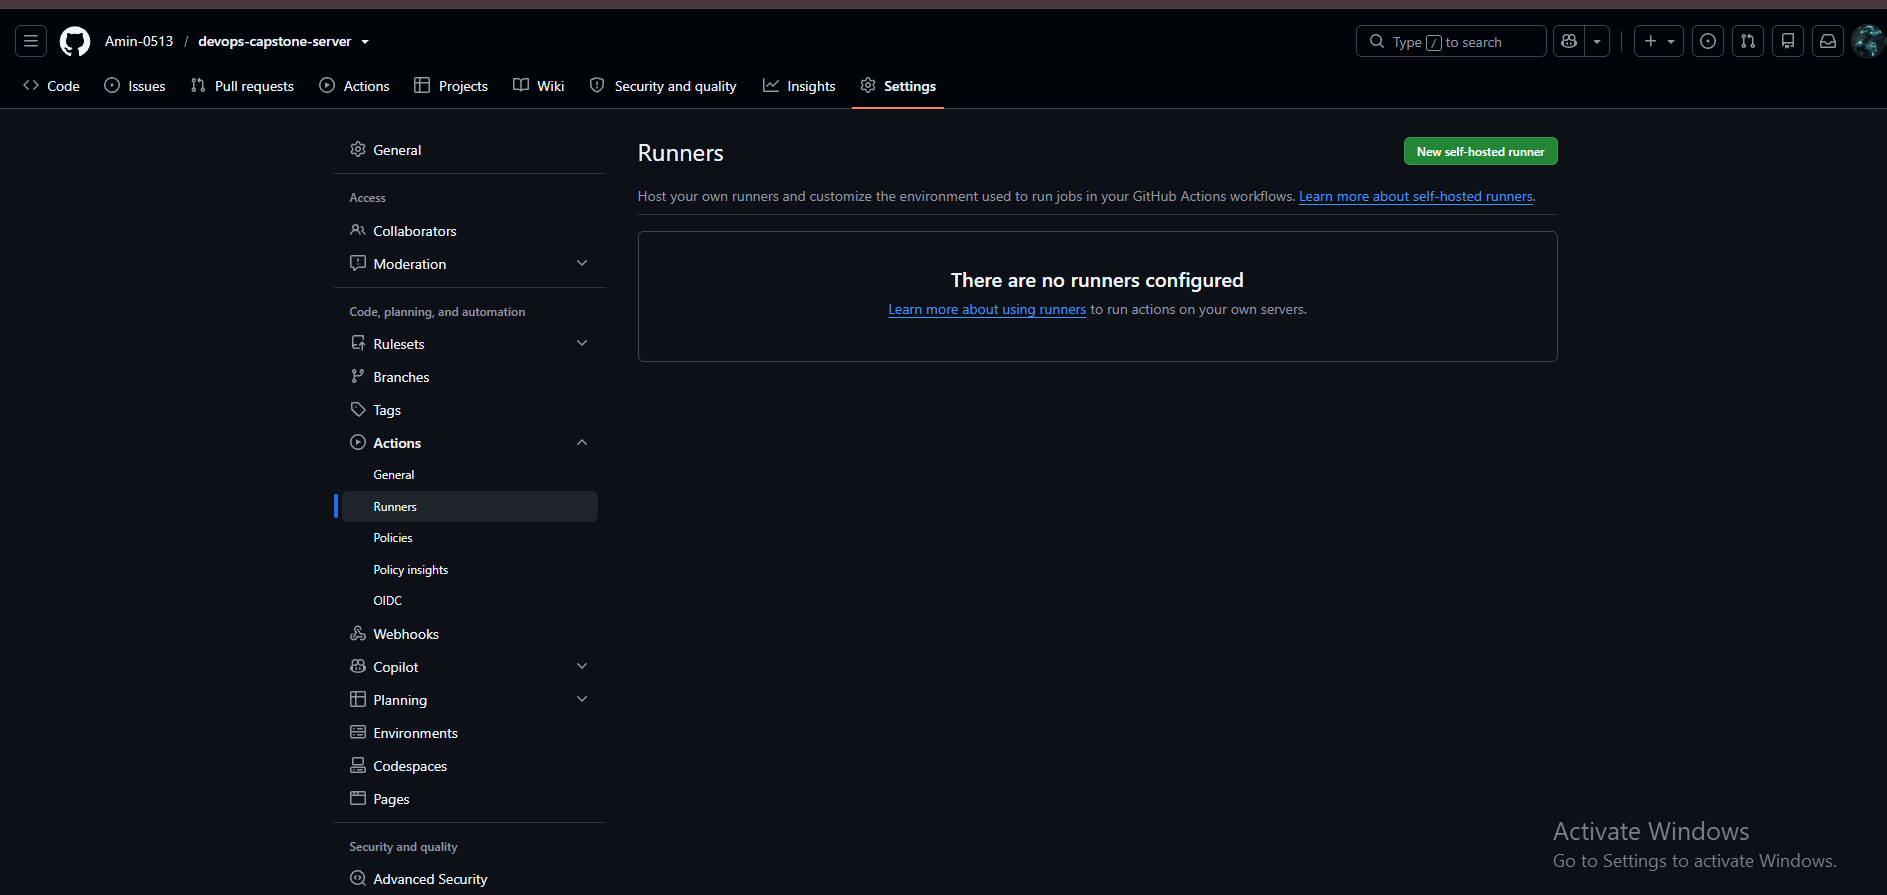 Amin-0513 / devops-capstone-server
Type / to search
Code
Issues
Pull requests
Actions
Projects
Wiki
Security and quality
Insights
Settings
General
Access
Collaborators
Moderation
Code, planning, and automation
Rulesets
Branches
Tags
Actions
General
Runners
Policies
Policy insights
OIDC
Webhooks
Copilot
Planning
Environments
Codespaces
Pages
Security and quality
Advanced Security
Runners
New self-hosted runner
Host your own runners and customize the environment used to run jobs in your GitHub Actions workflows. Learn more about self-hosted runners.
There are no runners configured
Learn more about using runners to run actions on your own servers.
Activate Windows
Go to Settings to activate Windows.